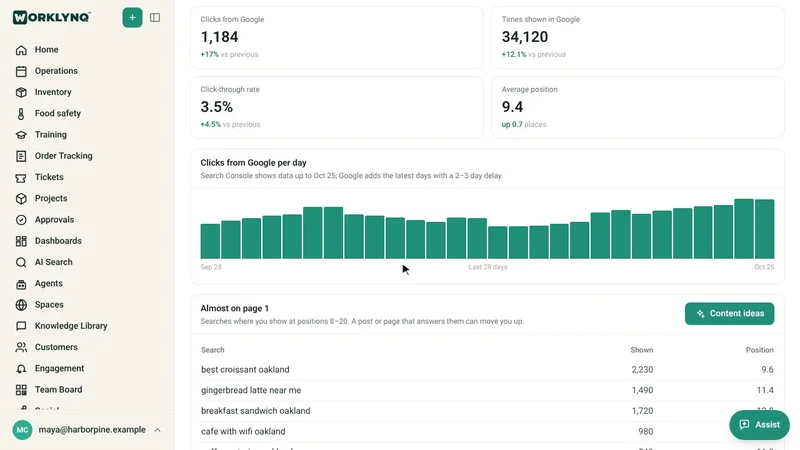 WORKLYNQ
Home
Operations
Inventory
Food safety
Training
Order Tracking
Tickets
Projects
Approvals
Dashboards
AI Search
Agents
Spaces
Knowledge Library
Customers
Engagement
Team Board
MC maya@harborpine.example
Clicks from Google
1,184
+17% vs previous
Times shown in Google
34,120
+12.1% vs previous
Click-through rate
3.5%
+4.5% vs previous
Average position
9.4
up 0.7 places
Clicks from Google per day
Search Console shows data up to Oct 25; Google adds the latest days with a 2–3 day delay.
Sep 28 Last 28 days Oct 25
Almost on page 1
Searches where you show at positions 8–20. A post or page that answers them can move you up.
Content ideas
Search Shown Position
best croissant oakland 2,230 9.6
gingerbread latte near me 1,490 11.4
breakfast sandwich oakland 1,720
cafe with wifi oakland 980
Assist